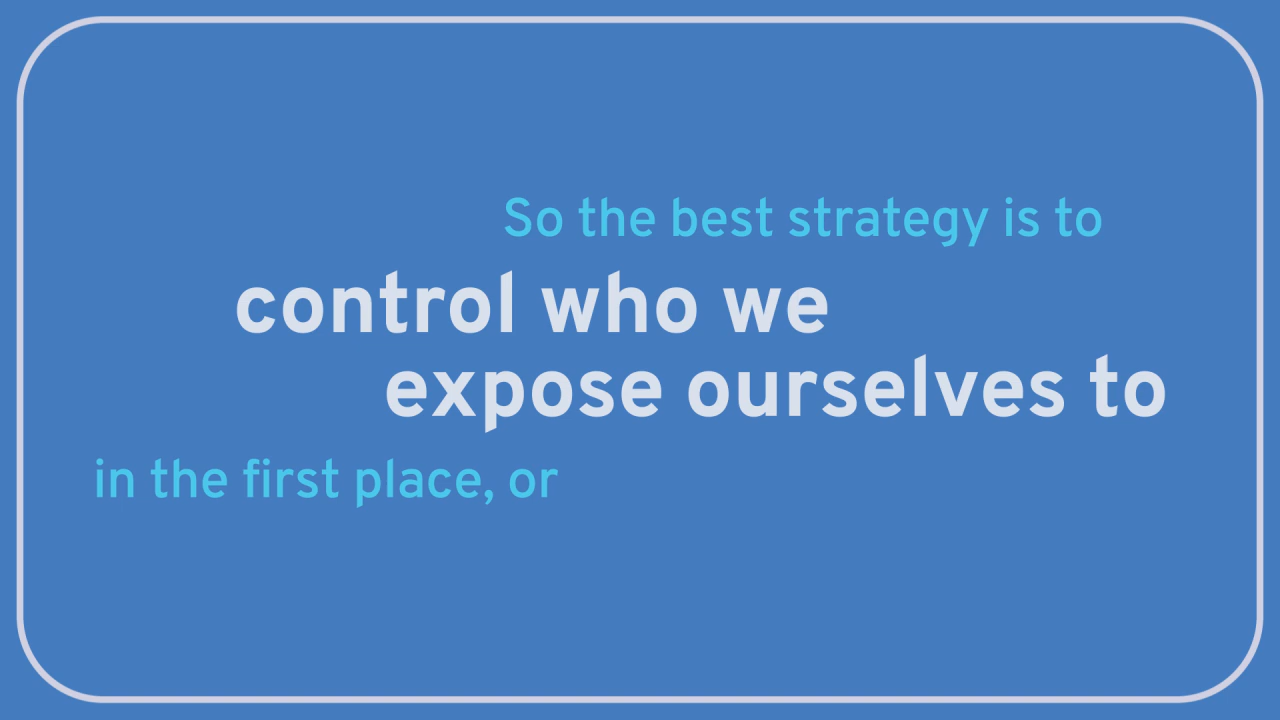 So the best strategy is to
control who we
expose ourselves to
in the first place, or